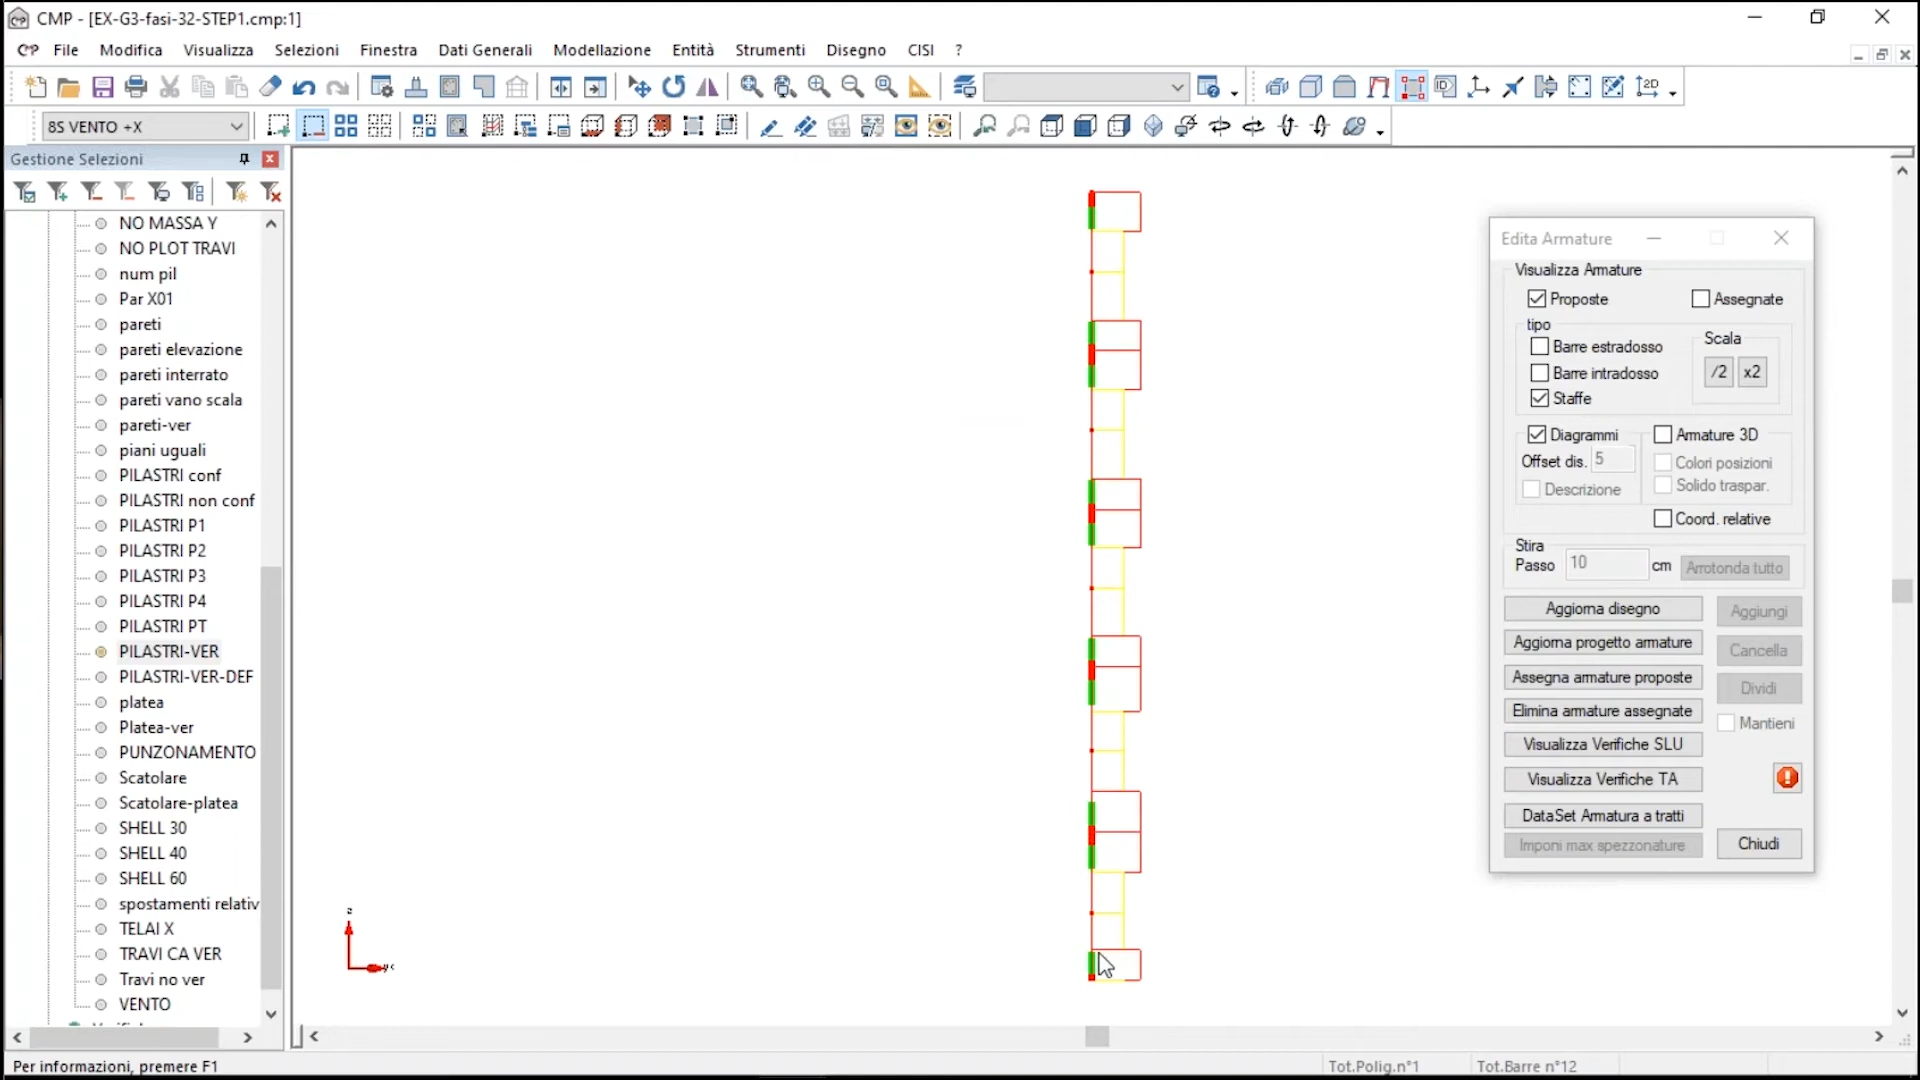 CMP - [EX-G3-fasi-32-STEP1.cmp:1]
File Modifica Visualizza Selezioni Finestra Dati Generali Modellazione Entità Strumenti Disegno CISI ?
2D
8S VENTO +X
Gestione Selezioni
NO MASSA Y
NO PLOT TRAVI
num pil
Par X01
pareti
pareti elevazione
pareti interrato
pareti vano scala
pareti-ver
piani uguali
PILASTRI conf
PILASTRI non conf
PILASTRI P1
PILASTRI P2
PILASTRI P3
PILASTRI P4
PILASTRI PT
PILASTRI-VER
PILASTRI-VER-DEF
platea
Platea-ver
PUNZONAMENTO
Scatolare
Scatolare-platea
SHELL 30
SHELL 40
SHELL 60
spostamenti relativ
TELAI X
TRAVI CA VER
Travi no ver
VENTO
z
Edita Armature
Visualizza Armature
Proposte Assegnate
tipo
Barre estradosso
Barre intradosso
Staffe
Scala
/2 x2
Diagrammi
Offset dis. 5
Descrizione
Armature 3D
Colori posizioni
Solido traspar.
Coord. relative
Stira
Passo 10 cm Arrotonda tutto
Aggiorna disegno Aggiungi
Aggiorna progetto armature Cancella
Assegna armature proposte Dividi
Elimina armature assegnate Mantieni
Visualizza Verifiche SLU
Visualizza Verifiche TA
DataSet Armatura a tratti
Imponi max spezzonature Chiudi
Per informazioni, premere F1 Tot.Polig.n°1 Tot.Barre n°12